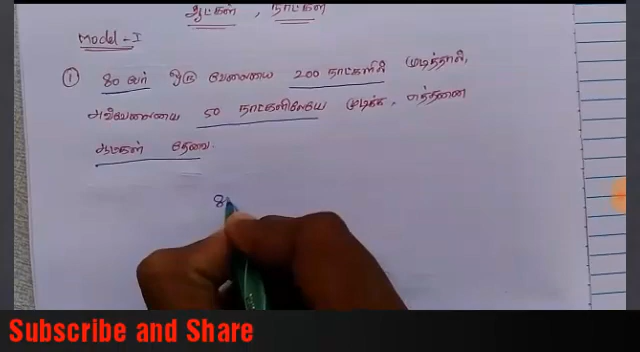 ஆட்கள் , நாட்கள்
Model - I
① 80 பேர் ஒரு வேலையை 200 நாட்களில் முடித்தால்,
அவ்வேலையை 50 நாட்களிலேயே முடிக்க, எத்தனை
ஆட்கள் தேவை.
8
Subscribe and Share